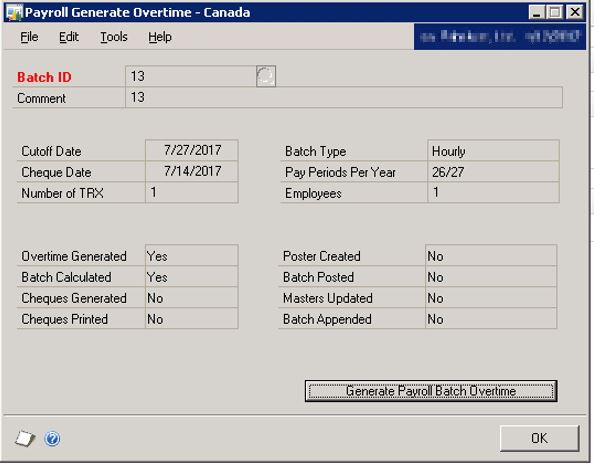 Payroll Generate Overtime - Canada
File Edit Tools Help
Batch ID 13
Comment 13
Cutoff Date 7/27/2017 Batch Type Hourly
Cheque Date 7/14/2017 Pay Periods Per Year 26/27
Number of TRX 1 Employees 1
Overtime Generated Yes Poster Created No
Batch Calculated Yes Batch Posted No
Cheques Generated No Masters Updated No
Cheques Printed No Batch Appended No
Generate Payroll Batch Overtime
OK